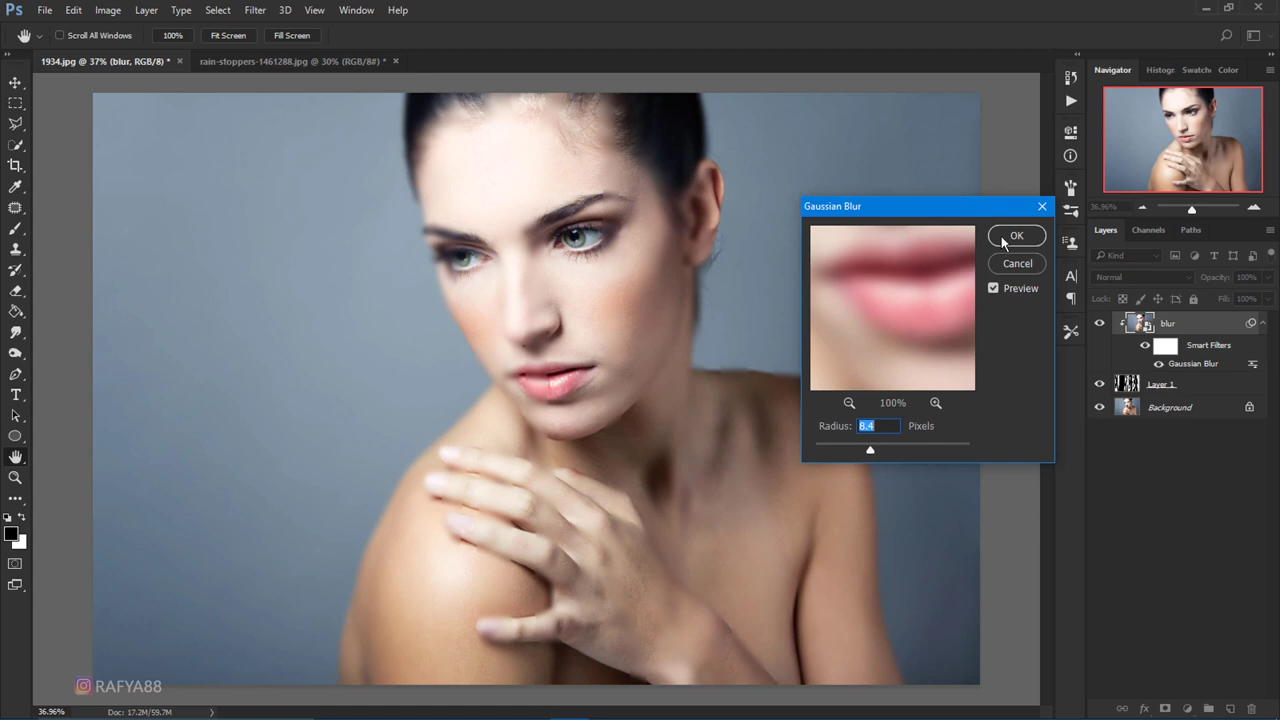 Ps File Edit Image Layer Type Select Filter 3D View Window Help
Scroll All Windows 100% Fit Screen Fill Screen
1934.jpg @ 37% (blur, RGB/8) * × rain-stoppers-1461288.jpg @ 30% (RGB/8#) * ×
Navigator Histogr Swatch Color
36.96%
Gaussian Blur
OK
Cancel
Preview
100%
Radius: 8.4 Pixels
Layers Channels Paths
Kind
Normal Opacity: 100%
Lock: Fill: 100%
blur
Smart Filters
Gaussian Blur
Layer 1
Background
RAFYA88
36.96% Doc: 17.2M/59.7M